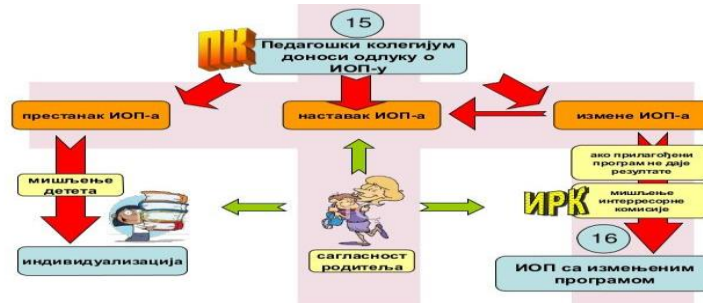 15
ПК
Педагошки колегијум
доноси одлуку о
ИОП-у
престанак ИОП-а
наставак ИОП-а
измене ИОП-а
ако прилагођени
програм не даје
резултате
мишљење
детета
ИРК
мишљење
интерресорне
комисије
16
индивидуализација
сагласност
родитеља
ИОП са измењеним
програмом